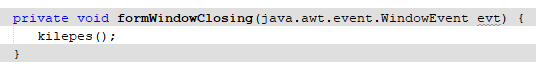 private void formWindowClosing(java.awt.event.WindowEvent evt) {
    kilepes();
}